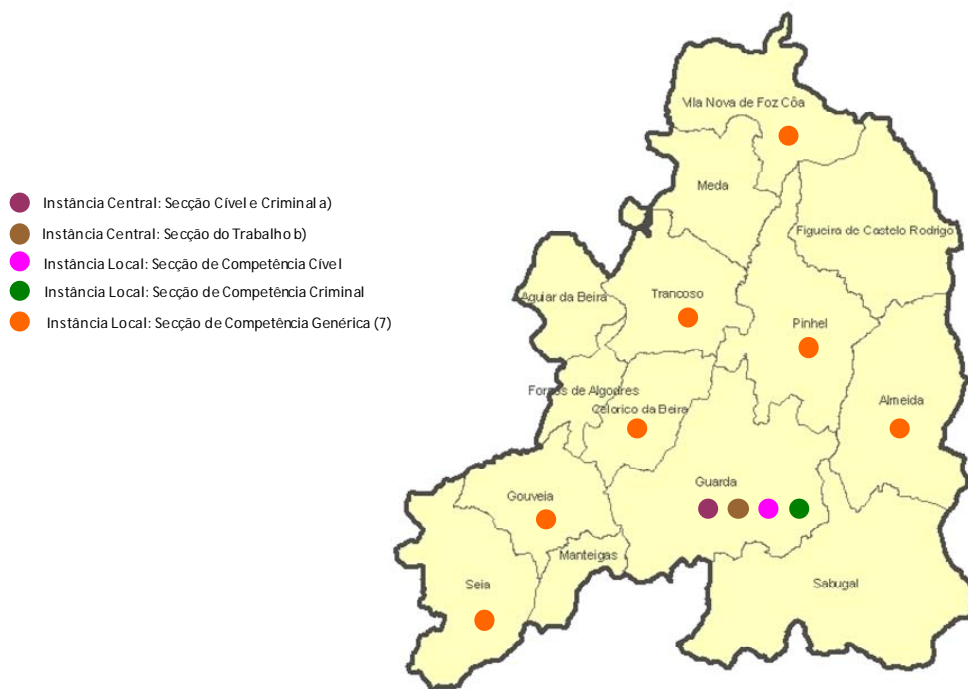 Instância Central: Secção Cível e Criminal a)
Instância Central: Secção do Trabalho b)
Instância Local: Secção de Competência Cível
Instância Local: Secção de Competência Criminal
Instância Local: Secção de Competência Genérica (7)
Vila Nova de Foz Côa
Meda
Figueira de Castelo Rodrigo
Aguiar da Beira
Trancoso
Pinhel
Fornos de Algodres
Celorico da Beira
Almeida
Guarda
Gouveia
Manteigas
Seia
Sabugal